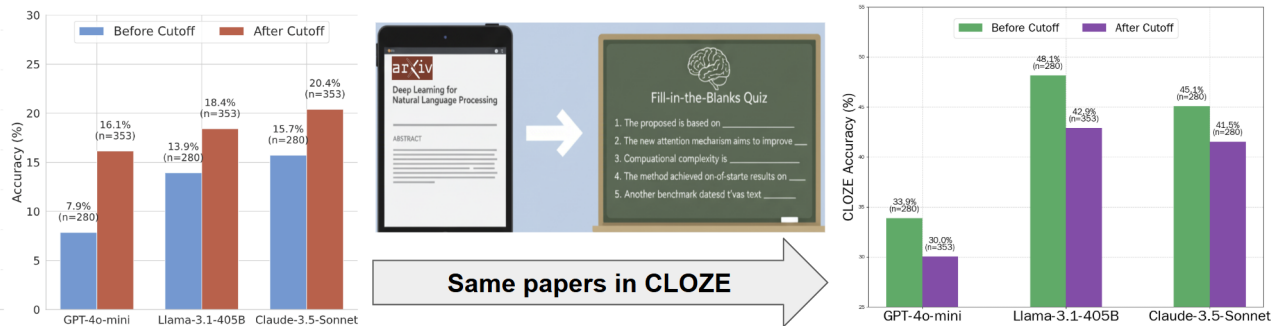 30
25
20
15
10
5
0
Accuracy (%)
Before Cutoff
After Cutoff
7.9%
(n=280)
16.1%
(n=353)
13.9%
(n=280)
18.4%
(n=353)
15.7%
(n=280)
20.4%
(n=353)
GPT-4o-mini
Llama-3.1-405B
Claude-3.5-Sonnet
arXiv
Deep Learning for
Natural Language Processing
ABSTRACT
Fill-in-the-Blanks Quiz
1. The proposed is based on ______________
2. The new attention mecharism aims to improve ___
3. Compuational complexity is ______________
4. The method achieved on-of-starte results on ____
5. Another benchmark datesd t'vas text ________
Same papers in CLOZE
55
50
45
40
35
30
25
CLOZE Accuracy (%)
Before Cutoff
After Cutoff
33,9%
(n=280)
30,0%
(n=353)
48,1%
(n=280)
42,9%
(n=353)
45,1%
(n=280)
41,5%
(n=280)
GPT-4o-mini
Llama-3.1-405B
Claude-3.5-Sonnet